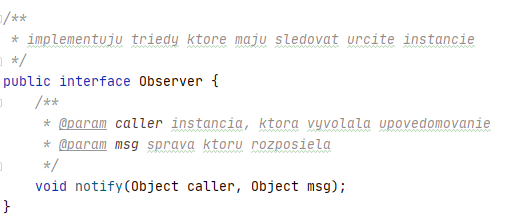 /**
 * implementuju triedy ktore maju sledovat urcite instancie
 */
public interface Observer {
    /**
     * @param caller instancia, ktora vyvolala upovedomovanie
     * @param msg sprava ktoru rozposiela
     */
    void notify(Object caller, Object msg);
}